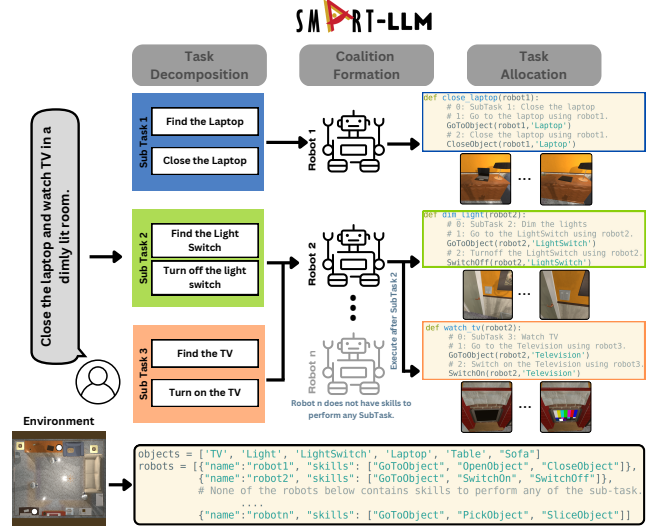 SMART-LLM
Task
Decomposition
Coalition
Formation
Task
Allocation
Close the laptop and watch TV in a
dimly lit room.
Sub Task 1
Find the Laptop
Close the Laptop
Robot 1
def close_laptop(robot1):
# 0: SubTask 1: Close the laptop
# 1: Go to the laptop using robot1.
GoToObject(robot1,'Laptop')
# 2: Close the laptop using robot1.
CloseObject(robot1,'Laptop')
...
Sub Task 2
Find the Light
Switch
Turn off the light
switch
Robot 2
def dim_light(robot2):
# 0: SubTask 2: Dim the lights
# 1: Go to the LightSwitch using robot2.
GoToObject(robot2,'LightSwitch')
# 2: Turnoff the LightSwitch using robot2.
SwitchOff(robot2,'LightSwitch')
...
Execute after SubTask 2
Sub Task 3
Find the TV
Turn on the TV
Robot n
Robot n does not have skills to
perform any SubTask.
def watch_tv(robot2):
# 0: SubTask 3: Watch TV
# 1: Go to the Television using robot3.
GoToObject(robot2,'Television')
# 2: Switch on the Television using robot3.
SwitchOn(robot2,'Television')
...
Environment
objects = ['TV', 'Light', 'LightSwitch', 'Laptop', 'Table', "Sofa"]
robots = [{"name":"robot1", "skills": ["GoToObject", "OpenObject", "CloseObject"]},
{"name":"robot2", "skills": ["GoToObject", "SwitchOn", "SwitchOff"]},
# None of the robots below contains skills to perform any of the sub-task.
....
{"name":"robotn", "skills": ["GoToObject", "PickObject", "SliceObject"]]